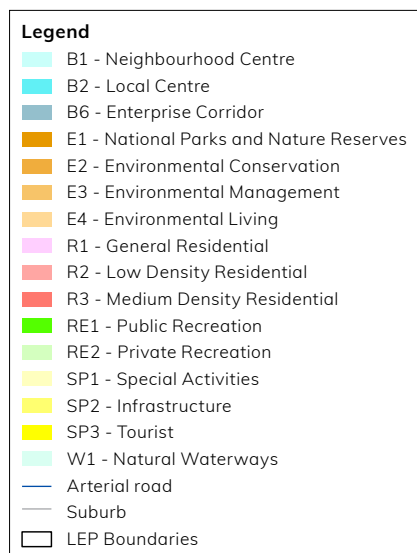 Legend
B1 - Neighbourhood Centre
B2 - Local Centre
B6 - Enterprise Corridor
E1 - National Parks and Nature Reserves
E2 - Environmental Conservation
E3 - Environmental Management
E4 - Environmental Living
R1 - General Residential
R2 - Low Density Residential
R3 - Medium Density Residential
RE1 - Public Recreation
RE2 - Private Recreation
SP1 - Special Activities
SP2 - Infrastructure
SP3 - Tourist
W1 - Natural Waterways
Arterial road
Suburb
LEP Boundaries